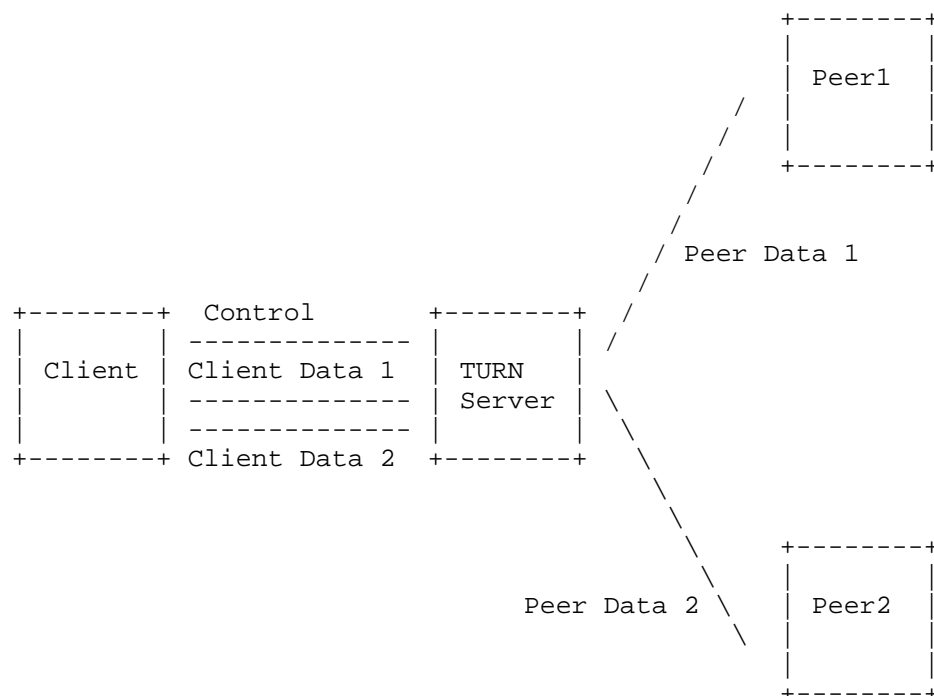 Peer1
Peer Data 1
Control
Client
Client Data 1
TURN
Server
Client Data 2
Peer Data 2
Peer2